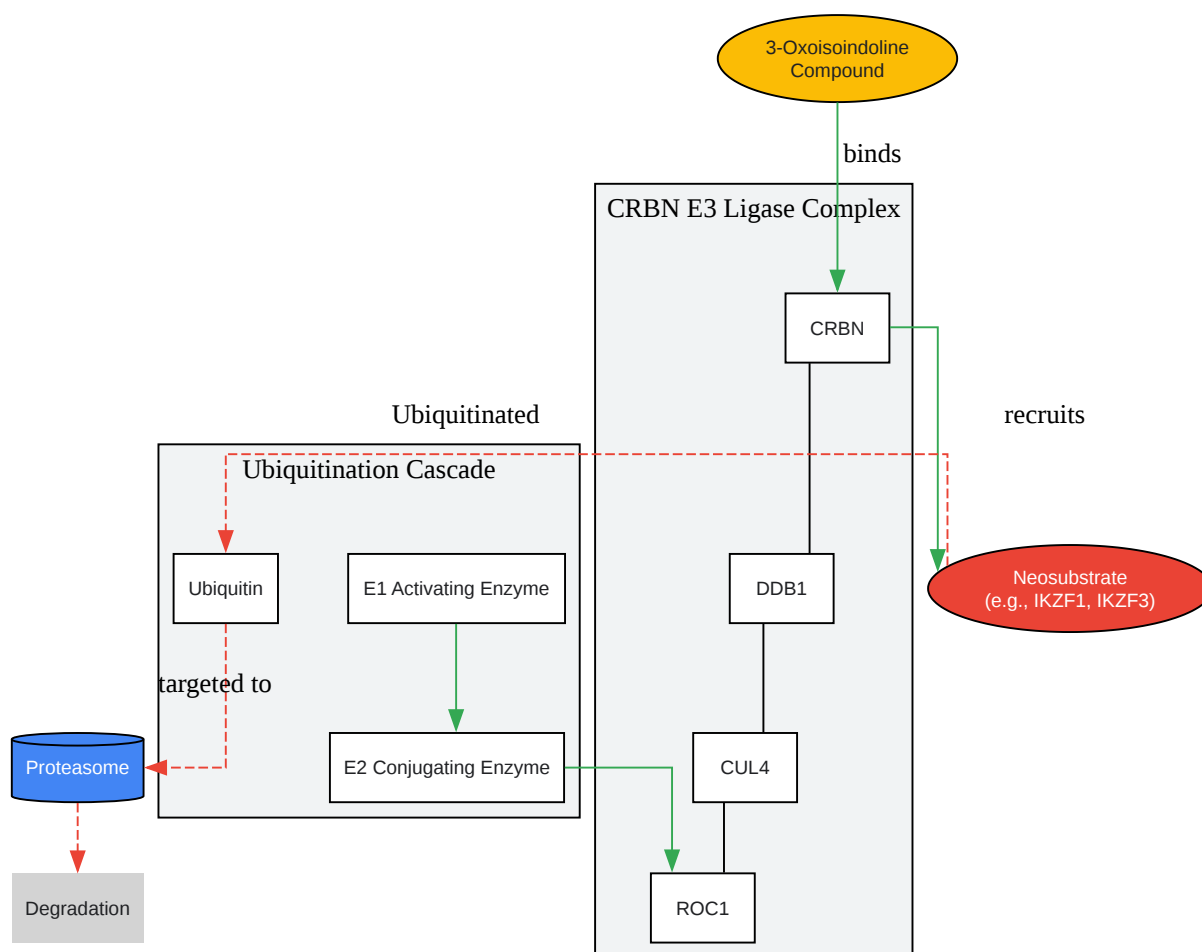 3-Oxoisoindoline
Compound
binds
CRBN E3 Ligase Complex
CRBN
Ubiquitinated
recruits
Ubiquitination Cascade
Ubiquitin
E1 Activating Enzyme
DDB1
Neosubstrate
(e.g., IKZF1, IKZF3)
targeted to
Proteasome
E2 Conjugating Enzyme
CUL4
Degradation
ROC1